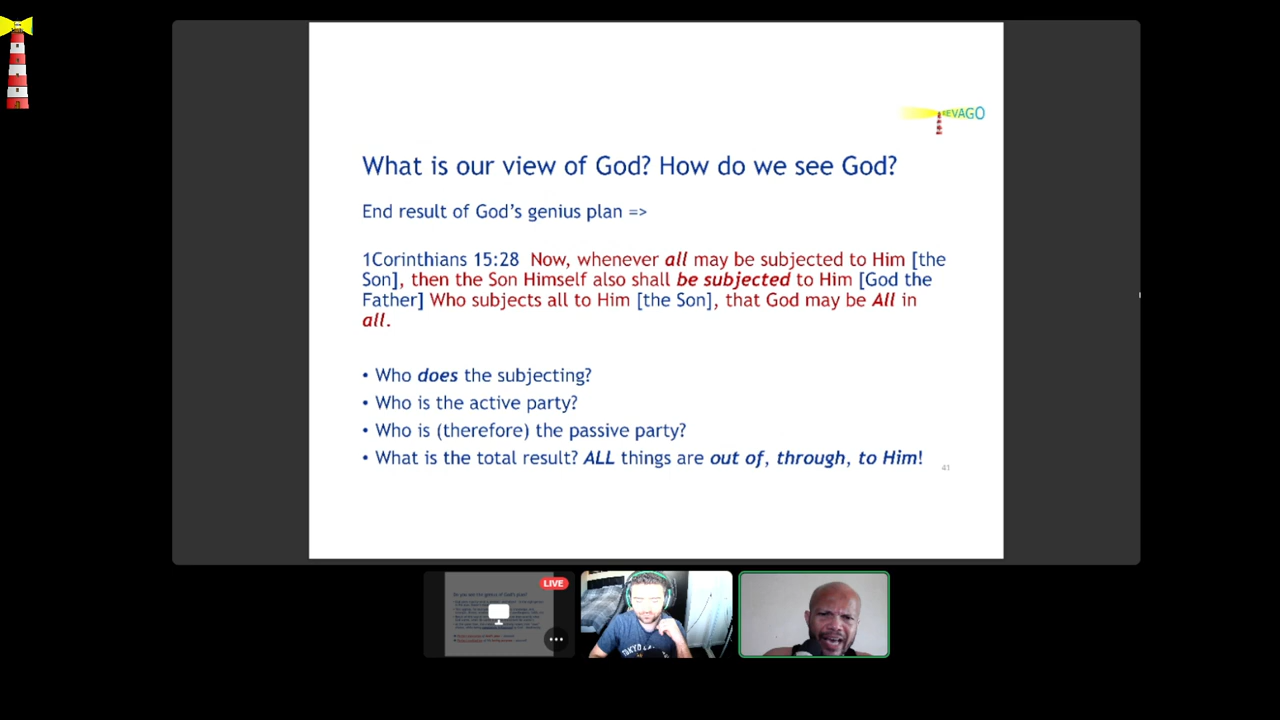 TEVAGO
What is our view of God? How do we see God?
End result of God's genius plan =>
1Corinthians 15:28 Now, whenever all may be subjected to Him [the
Son], then the Son Himself also shall be subjected to Him [God the
Father] Who subjects all to Him [the Son], that God may be All in
all.
• Who does the subjecting?
• Who is the active party?
• Who is (therefore) the passive party?
• What is the total result? ALL things are out of, through, to Him!
41
LIVE
TOKYO